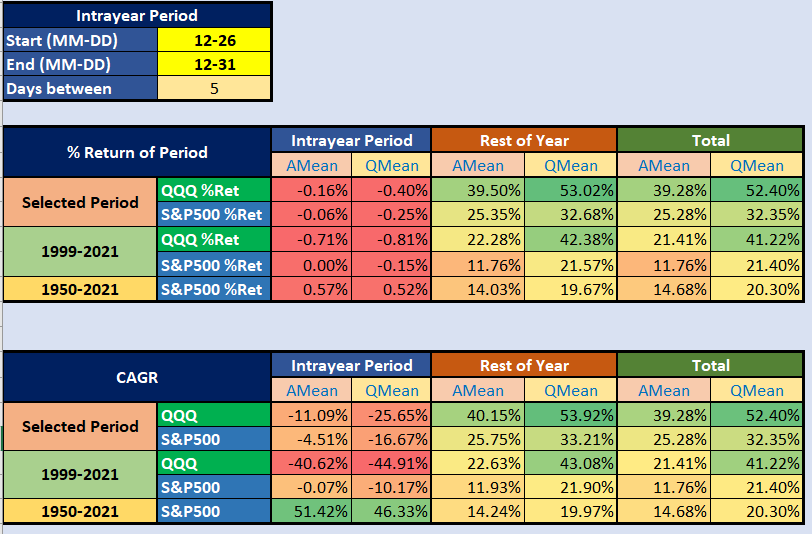 Intrayear Period
Start (MM-DD) 12-26
End (MM-DD) 12-31
Days between 5
% Return of Period Intrayear Period Rest of Year Total
AMean QMean AMean QMean AMean QMean
Selected Period QQQ %Ret -0.16% -0.40% 39.50% 53.02% 39.28% 52.40%
S&P500 %Ret -0.06% -0.25% 25.35% 32.68% 25.28% 32.35%
1999-2021 QQQ %Ret -0.71% -0.81% 22.28% 42.38% 21.41% 41.22%
S&P500 %Ret 0.00% -0.15% 11.76% 21.57% 11.76% 21.40%
1950-2021 S&P500 %Ret 0.57% 0.52% 14.03% 19.67% 14.68% 20.30%
CAGR Intrayear Period Rest of Year Total
AMean QMean AMean QMean AMean QMean
Selected Period QQQ -11.09% -25.65% 40.15% 53.92% 39.28% 52.40%
S&P500 -4.51% -16.67% 25.75% 33.21% 25.28% 32.35%
1999-2021 QQQ -40.62% -44.91% 22.63% 43.08% 21.41% 41.22%
S&P500 -0.07% -10.17% 11.93% 21.90% 11.76% 21.40%
1950-2021 S&P500 51.42% 46.33% 14.24% 19.97% 14.68% 20.30%